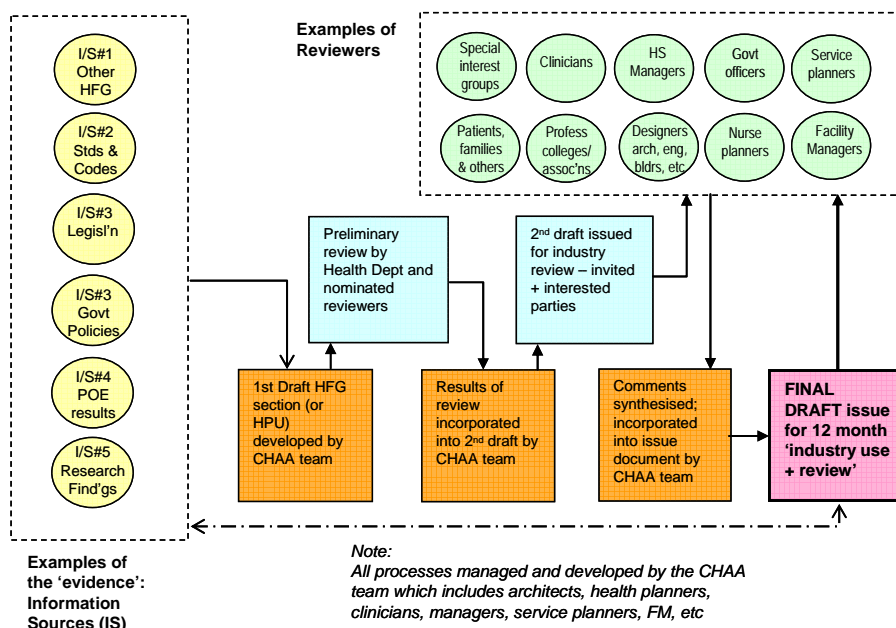 I/S#1
Other
HFG
I/S#2
Stds &
Codes
I/S#3
Legisl'n
I/S#3
Govt
Policies
I/S#4
POE
results
I/S#5
Research
Find'gs
Examples of
the ‘evidence’:
Information
Sources (IS)
Examples of
Reviewers
Special
interest
groups
Clinicians
HS
Managers
Govt
officers
Service
planners
Patients,
families
& others
Profess
colleges/
assoc'ns
Designers
arch, eng,
bldrs, etc
Nurse
planners
Facility
Managers
Preliminary
review by
Health Dept and
nominated
reviewers
2nd draft issued
for industry
review – invited
+ interested
parties
1st Draft HFG
section (or
HPU)
developed by
CHAA team
Results of
review
incorporated
into 2nd draft by
CHAA team
Comments
synthesised;
incorporated
into issue
document by
CHAA team
FINAL
DRAFT issue
for 12 month
‘industry use
+ review’
Note:
All processes managed and developed by the CHAA
team which includes architects, health planners,
clinicians, managers, service planners, FM, etc